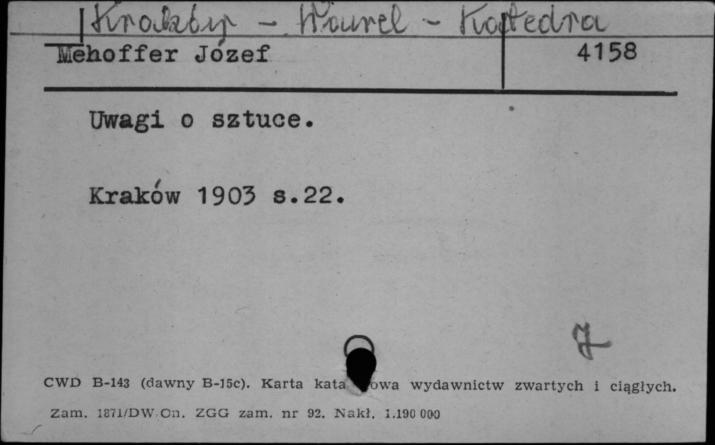 Kraków - Wawel - Katedra
Mehoffer Józef 4158
Uwagi o sztuce.
Kraków 1903 s.22.
CWD B-143 (dawny B-15c). Karta kata owa wydawnictw zwartych i ciągłych.
Zam. 1871/DW.On. ZGG zam. nr 92. Nakł. 1.190 000